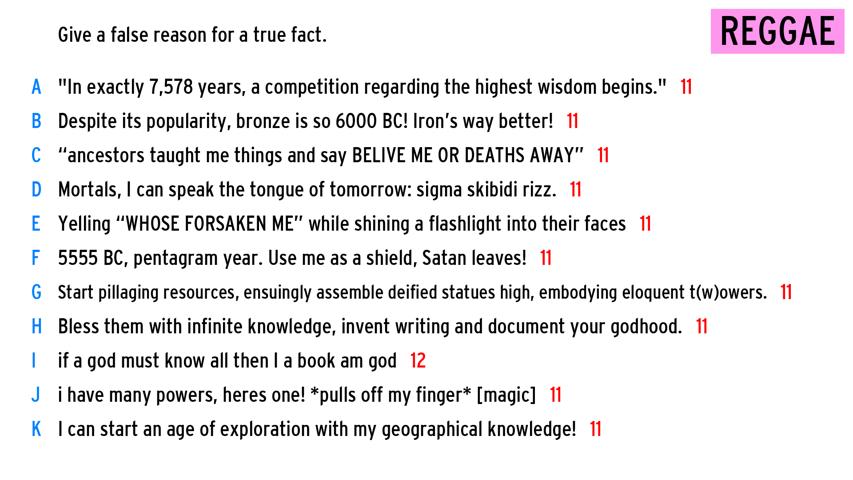 Give a false reason for a true fact.
REGGAE
A "In exactly 7,578 years, a competition regarding the highest wisdom begins." 11
B Despite its popularity, bronze is so 6000 BC! Iron's way better! 11
C “ancestors taught me things and say BELIVE ME OR DEATHS AWAY” 11
D Mortals, I can speak the tongue of tomorrow: sigma skibidi rizz. 11
E Yelling “WHOSE FORSAKEN ME” while shining a flashlight into their faces 11
F 5555 BC, pentagram year. Use me as a shield, Satan leaves! 11
G Start pillaging resources, ensuingly assemble deified statues high, embodying eloquent t(w)owers. 11
H Bless them with infinite knowledge, invent writing and document your godhood. 11
I if a god must know all then I a book am god 12
J i have many powers, heres one! *pulls off my finger* [magic] 11
K I can start an age of exploration with my geographical knowledge! 11